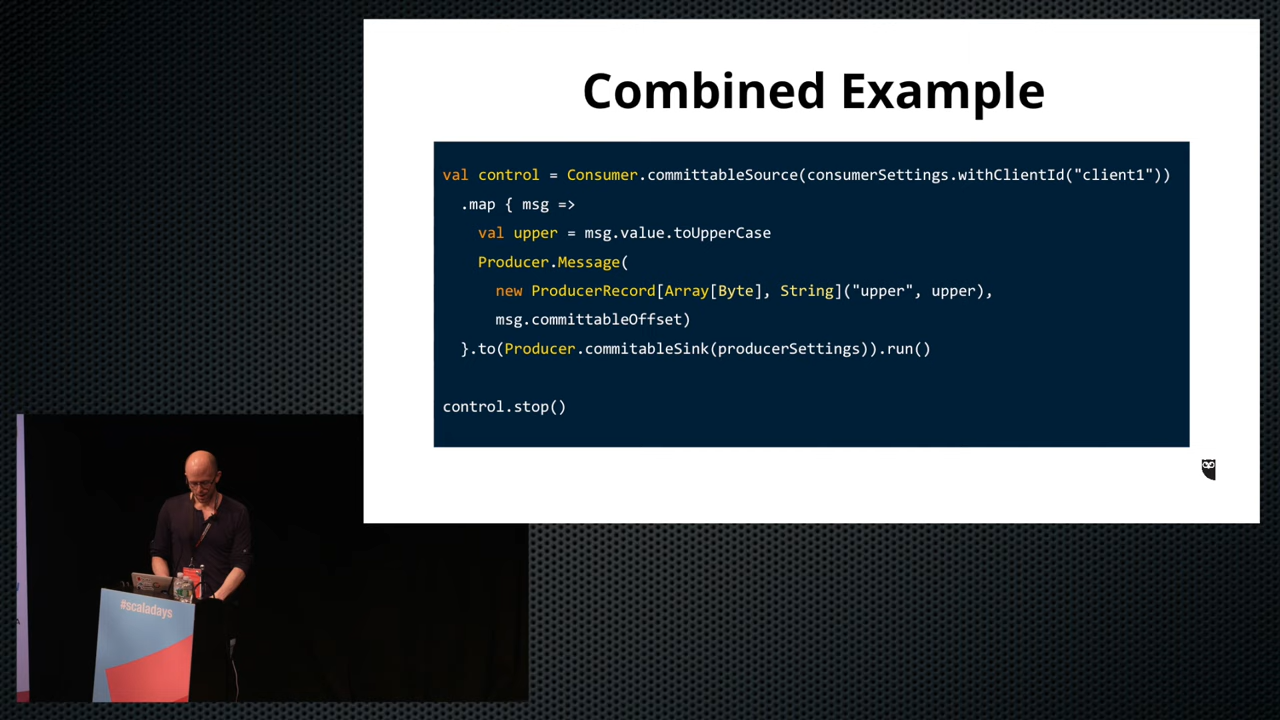 Combined Example
val control = Consumer.committableSource(consumerSettings.withClientId("client1"))
.map { msg =>
val upper = msg.value.toUpperCase
Producer.Message(
new ProducerRecord[Array[Byte], String]("upper", upper),
msg.committableOffset)
}.to(Producer.commitableSink(producerSettings)).run()
control.stop()
#scaladays